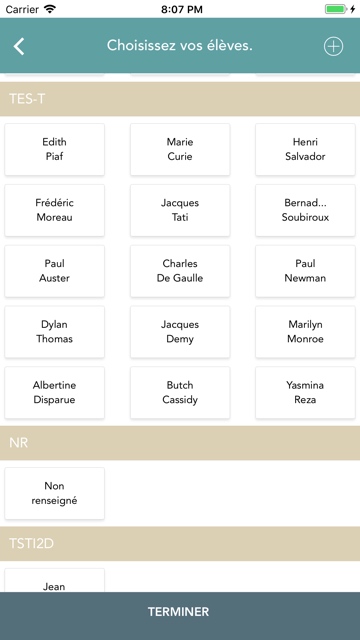 Carrier 8:07 PM
Choisissez vos élèves.
TES-T
Edith Piaf
Marie Curie
Henri Salvador
Frédéric Moreau
Jacques Tati
Bernad... Soubiroux
Paul Auster
Charles De Gaulle
Paul Newman
Dylan Thomas
Jacques Demy
Marilyn Monroe
Albertine Disparue
Butch Cassidy
Yasmina Reza
NR
Non renseigné
TSTI2D
Jean
TERMINER